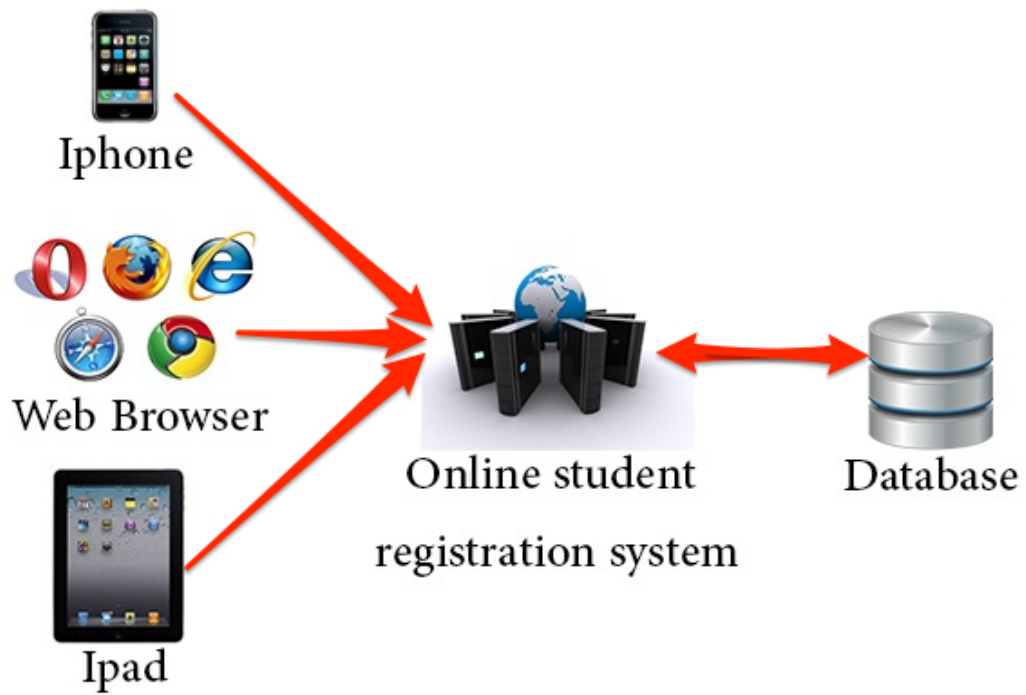 Iphone
Web Browser
Ipad
Online student
registration system
Database